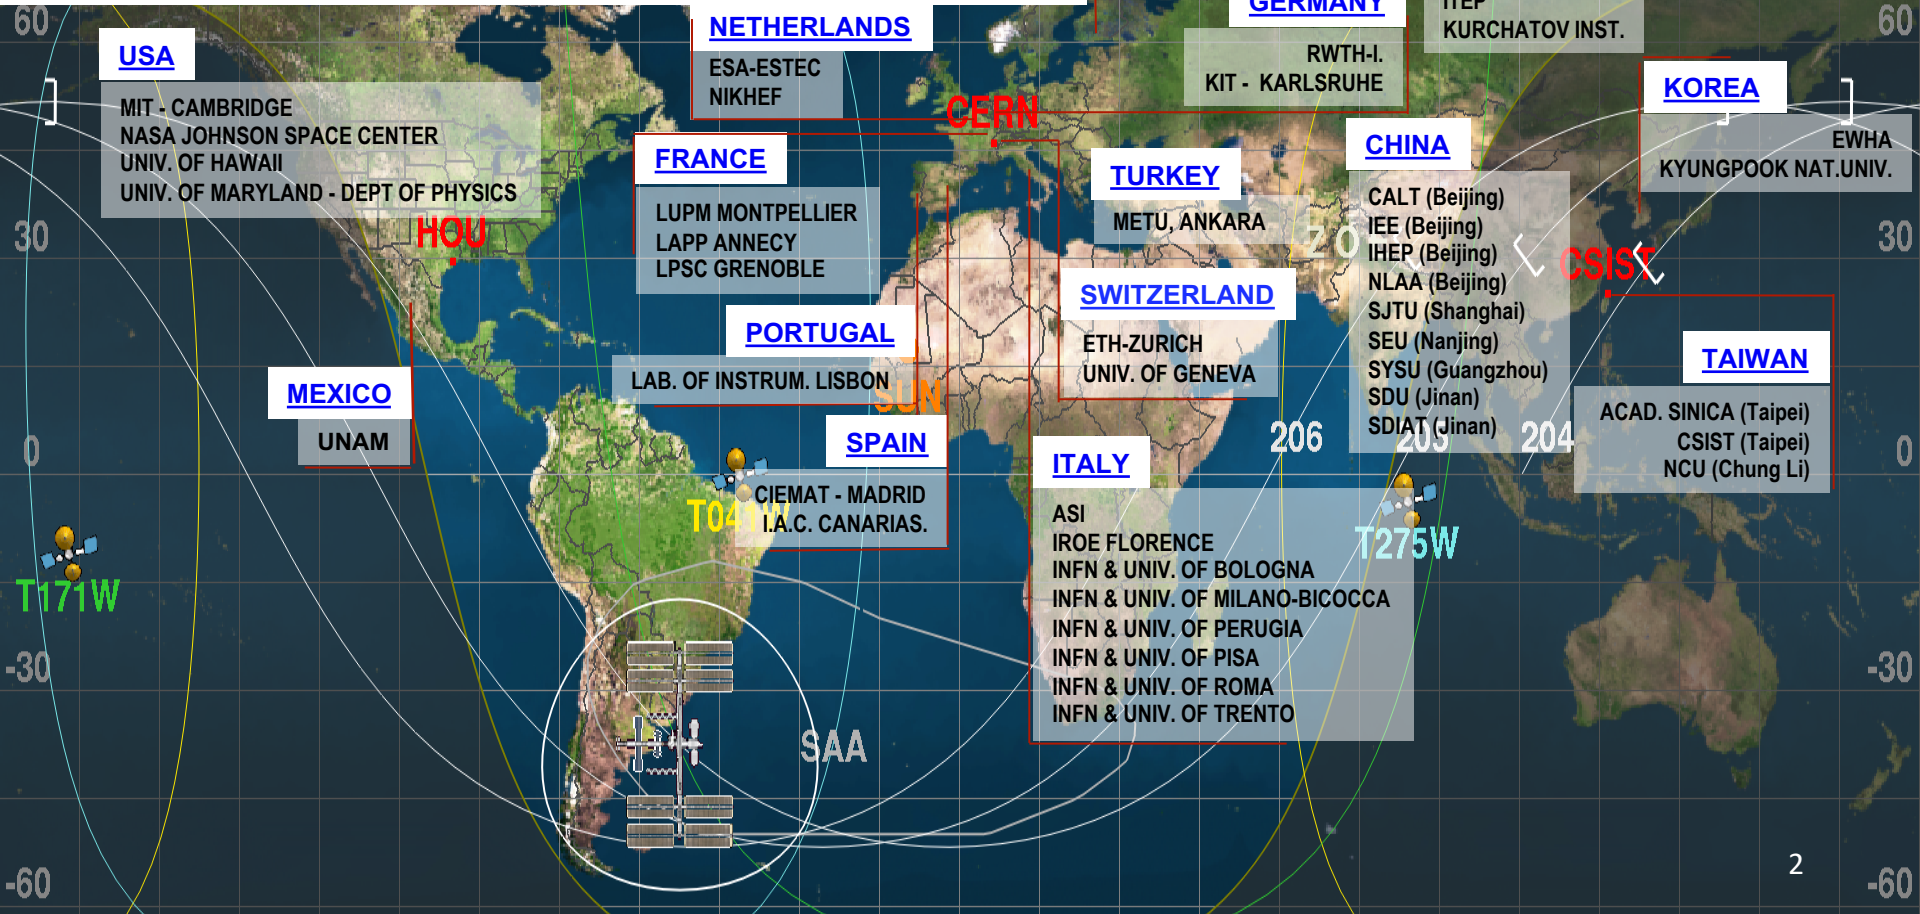 60
NETHERLANDS
GERMANY
ITEP
KURCHATOV INST.
60
USA
ESA-ESTEC
NIKHEF
RWTH-I.
KIT - KARLSRUHE
KOREA
MIT - CAMBRIDGE
NASA JOHNSON SPACE CENTER
UNIV. OF HAWAII
UNIV. OF MARYLAND - DEPT OF PHYSICS
CERN
EWHA
KYUNGPOOK NAT.UNIV.
FRANCE
LUPM MONTPELLIER
LAPP ANNECY
LPSC GRENOBLE
TURKEY
METU, ANKARA
CHINA
CALT (Beijing)
IEE (Beijing)
IHEP (Beijing)
NLAA (Beijing)
SJTU (Shanghai)
SEU (Nanjing)
SYSU (Guangzhou)
SDU (Jinan)
SDIAT (Jinan)
30
HOU
ZO
CSIST
30
SWITZERLAND
ETH-ZURICH
UNIV. OF GENEVA
PORTUGAL
LAB. OF INSTRUM. LISBON
SUN
TAIWAN
ACAD. SINICA (Taipei)
CSIST (Taipei)
NCU (Chung Li)
MEXICO
UNAM
0
206
203
204
0
SPAIN
CIEMAT - MADRID
I.A.C. CANARIAS.
T041W
ITALY
ASI
IROE FLORENCE
INFN & UNIV. OF BOLOGNA
INFN & UNIV. OF MILANO-BICOCCA
INFN & UNIV. OF PERUGIA
INFN & UNIV. OF PISA
INFN & UNIV. OF ROMA
INFN & UNIV. OF TRENTO
T275W
T171W
-30
-30
SAA
2
-60
-60